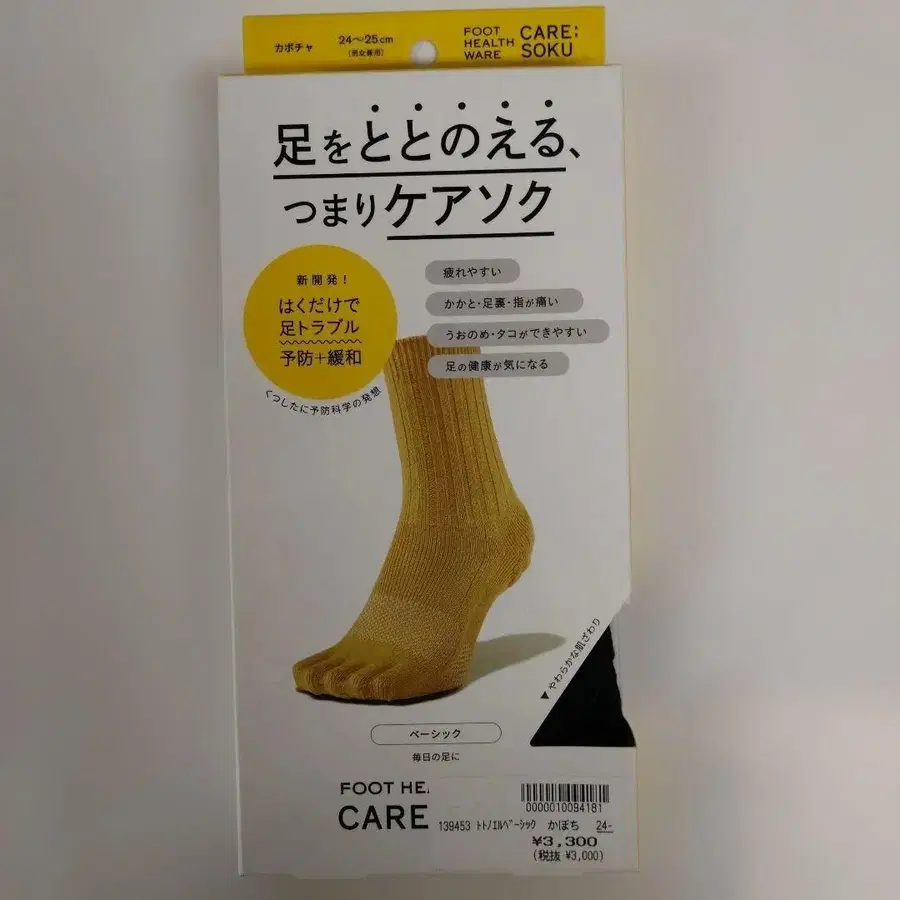 カボチャ
24〜25cm
(男女兼用)
FOOT
HEALTH
WARE
CARE:
SOKU
足をととのえる、
つまりケアソク
新開発!
はくだけで
足トラブル
予防+緩和
くつしたに予防科学の発想
疲れやすい
かかと・足裏・指が痛い
うおのめ・タコができやすい
足の健康が気になる
▼やわらかな肌ざわり
ベーシック
毎日の足に
FOOT HE
CARE
0000010094181
139453 トトノエルベーシック かぼち 24-
¥3,300
(税抜 ¥3,000)